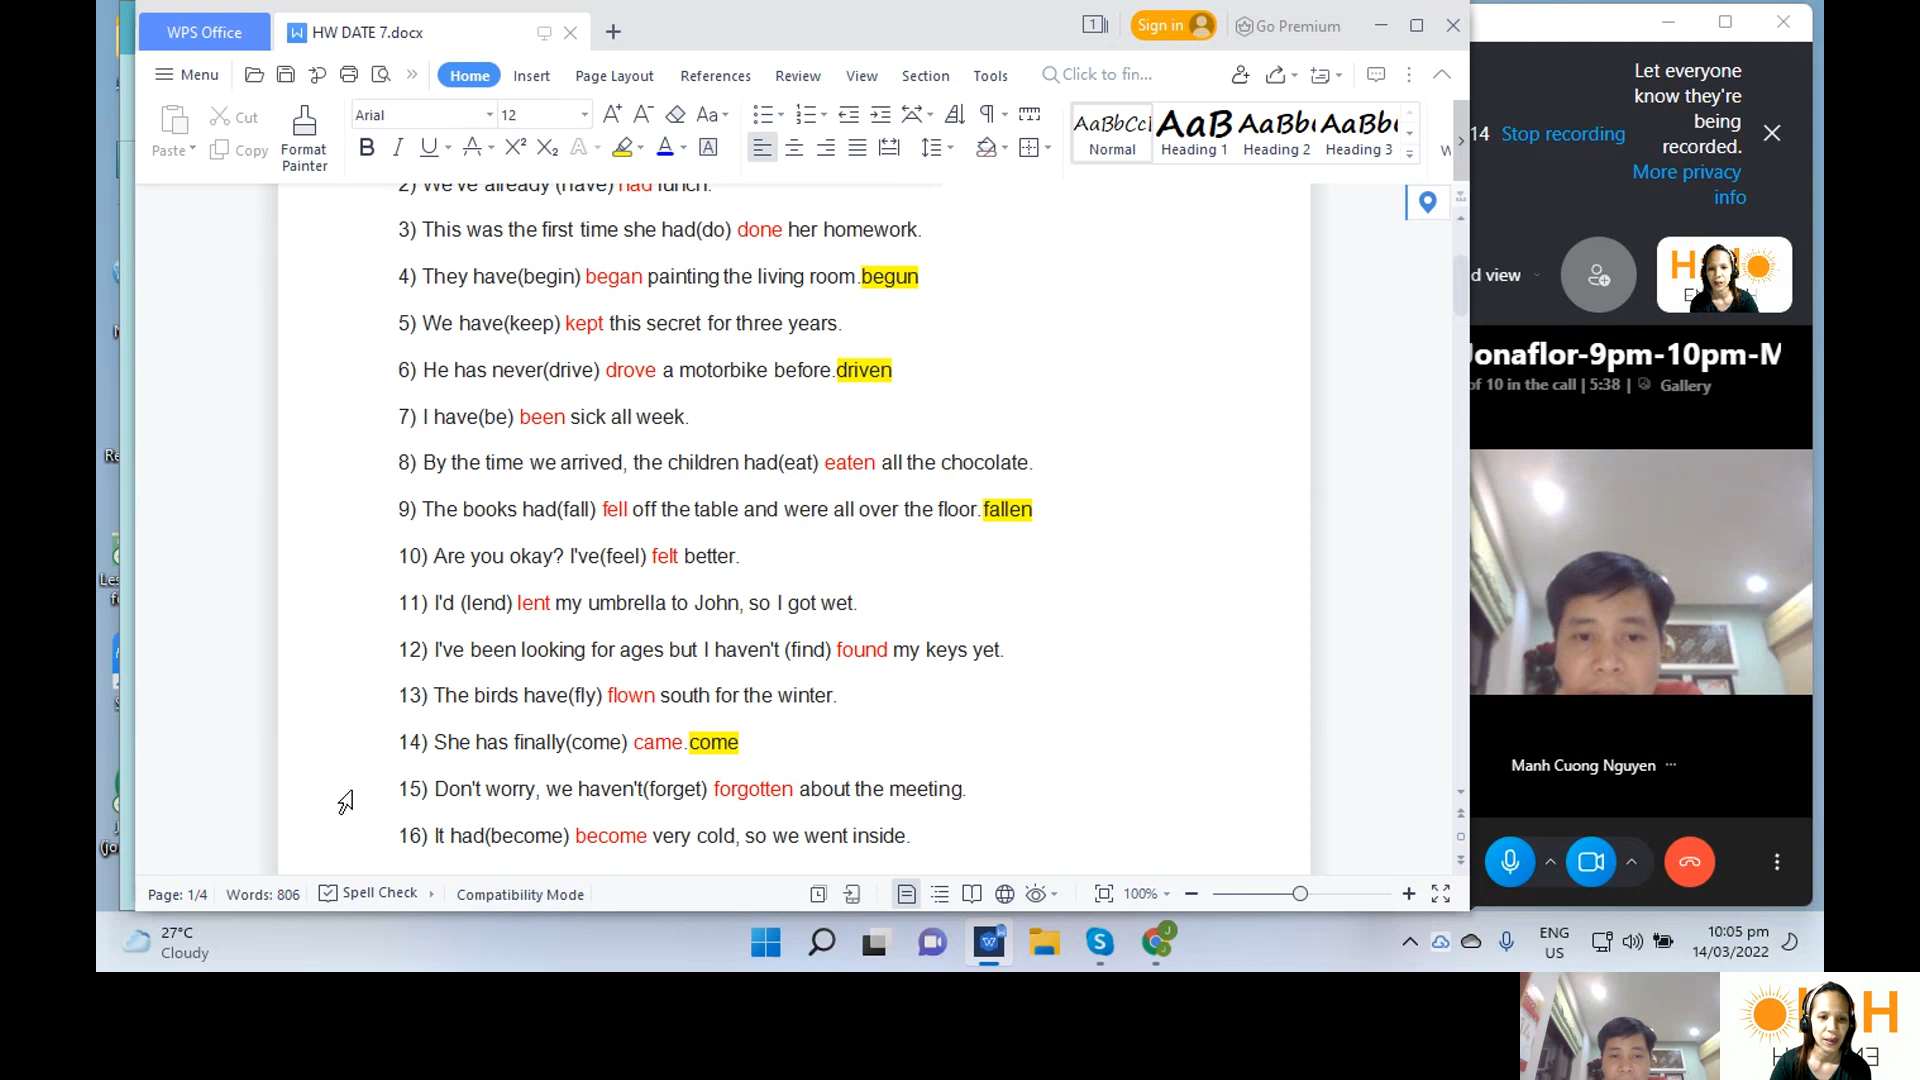 WPS Office
HW DATE 7.docx
Sign in
Go Premium
Menu
Home
Insert
Page Layout
References
Review
View
Section
Tools
Click to fin...
Paste
Cut
Copy
Format
Painter
Arial
12
AaBbCcl
Normal
AaB
Heading 1
AaBb(
Heading 2
AaBb(
Heading 3
2) We've already (have) had lunch.
3) This was the first time she had(do) done her homework.
4) They have(begin) began painting the living room.begun
5) We have(keep) kept this secret for three years.
6) He has never(drive) drove a motorbike before.driven
7) I have(be) been sick all week.
8) By the time we arrived, the children had(eat) eaten all the chocolate.
9) The books had(fall) fell off the table and were all over the floor.fallen
10) Are you okay? I've(feel) felt better.
11) I'd (lend) lent my umbrella to John, so I got wet.
12) I've been looking for ages but I haven't (find) found my keys yet.
13) The birds have(fly) flown south for the winter.
14) She has finally(come) came.come
15) Don't worry, we haven't(forget) forgotten about the meeting.
16) It had(become) become very cold, so we went inside.
Page: 1/4
Words: 806
Spell Check
Compatibility Mode
100%
14
Stop recording
Let everyone
know they're
being
recorded.
More privacy
info
d view
Jonaflor-9pm-10pm-M
of 10 in the call | 5:38 |
Gallery
Manh Cuong Nguyen
27°C
Cloudy
ENG
US
10:05 pm
14/03/2022